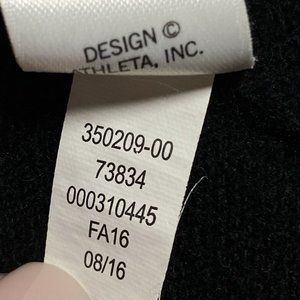 DESIGN ©
THLETA, INC.
350209-00
73834
000310445
FA16
08/16